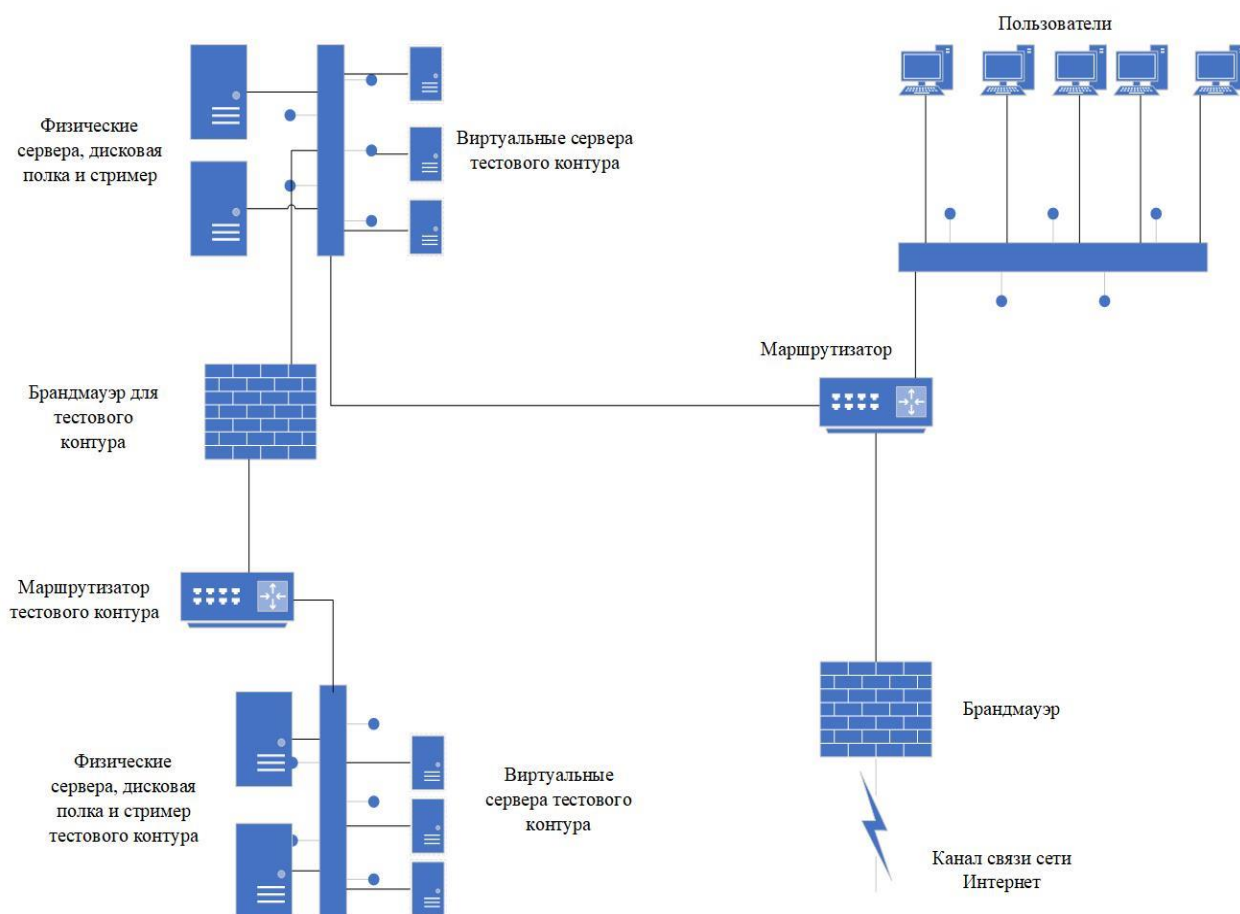 Пользователи
Физические
сервера, дисковая
полка и стример
Виртуальные сервера
тестового контура
Маршрутизатор
Брандмауэр для
тестового
контура
Маршрутизатор
тестового контура
Брандмауэр
Физические
сервера, дисковая
полка и стример
тестового контура
Виртуальные
сервера тестового
контура
Канал связи сети
Интернет